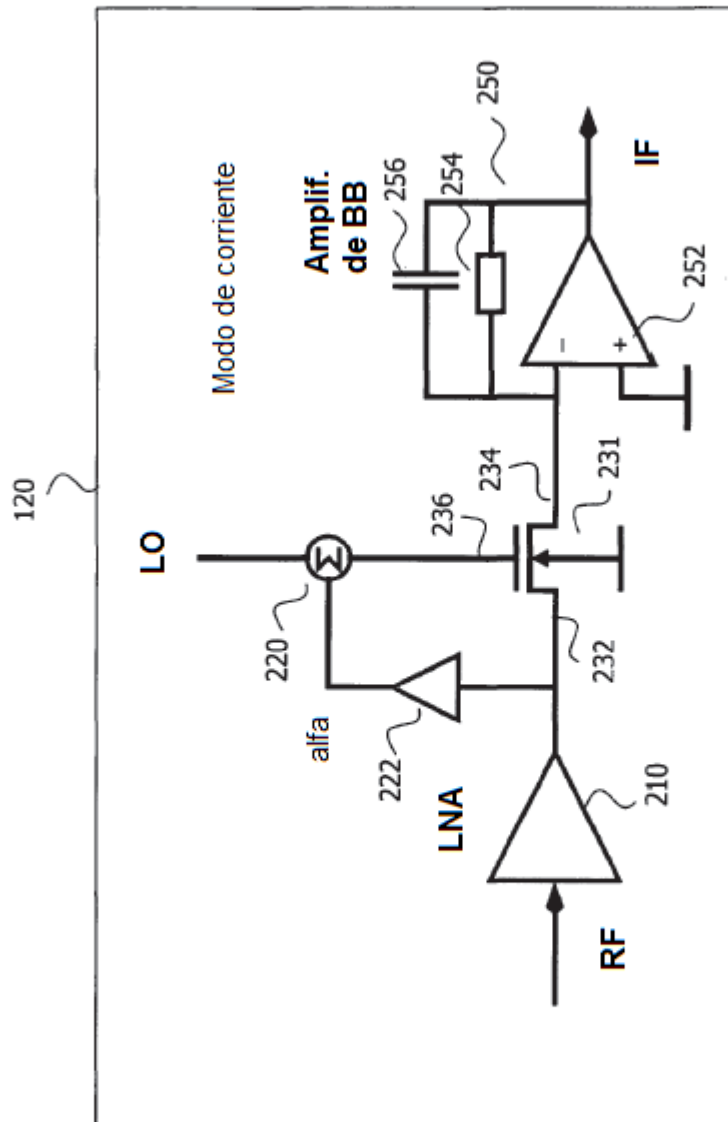 120
Modo de corriente
LO
Amplif.
de BB
256
254
250
220
236
alfa
222
LNA
234
231
232
Σ
−
+
252
210
RF
IF